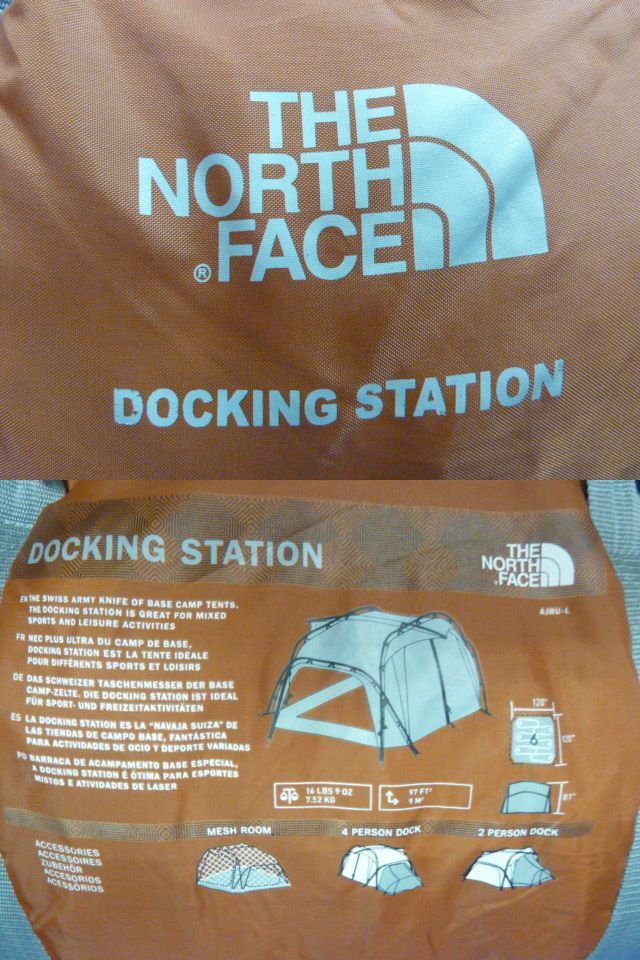 THE
NORTH
®FACE
DOCKING STATION
DOCKING STATION
THE
NORTH
FACE
A1RU-L
EN THE SWISS ARMY KNIFE OF BASE CAMP TENTS.
THE DOCKING STATION IS GREAT FOR MIXED
SPORTS AND LEISURE ACTIVITIES
FR NEC PLUS ULTRA DU CAMP DE BASE,
DOCKING STATION EST LA TENTE IDÉALE
POUR DIFFÉRENTS SPORTS ET LOISIRS
DE DAS SCHWEIZER TASCHENMESSER DER BASE
CAMP-ZELTE. DIE DOCKING STATION IST IDEAL
FÜR SPORT- UND FREIZEITAKTIVITÄTEN
ES LA DOCKING STATION ES LA "NAVAJA SUIZA" DE
LAS TIENDAS DE CAMPO BASE, FANTÁSTICA
PARA ACTIVIDADES DE OCIO Y DEPORTE VARIADAS
PO BARRACA DE ACAMPAMENTO BASE ESPECIAL,
A DOCKING STATION É ÓTIMA PARA ESPORTES
MISTOS E ATIVIDADES DE LASER
120"
6
120"
81"
16 LBS 9 OZ
7.52 KG
97 FT²
9 M²
ACCESSORIES
ACCESSOIRES
ZUBEHÖR
ACCESORIOS
ACESSÓRIOS
MESH ROOM
4 PERSON DOCK
2 PERSON DOCK